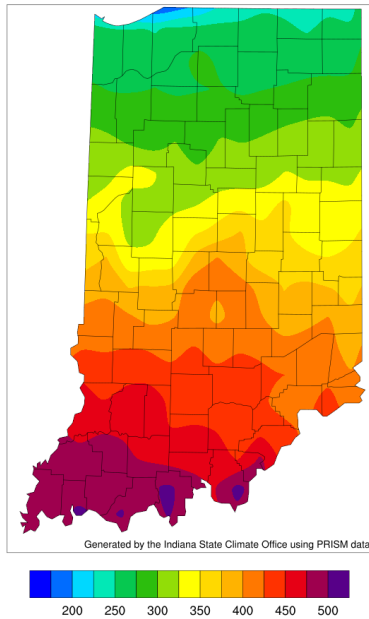 Generated by the Indiana State Climate Office using PRISM data
200 250 300 350 400 450 500